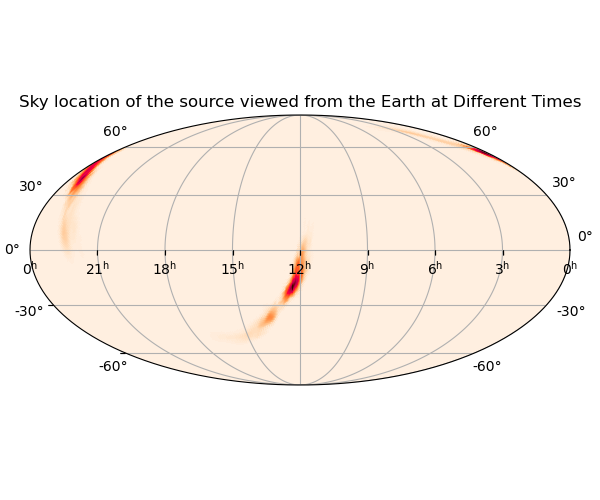 Sky location of the source viewed from the Earth at Different Times
60° 60°
30° 30°
0° 0°
0ʰ 21ʰ 18ʰ 15ʰ 12ʰ 9ʰ 6ʰ 3ʰ 0ʰ
-30° -30°
-60° -60°